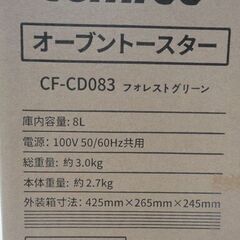 オーブントースター
CF-CD083 フォレストグリーン
庫内容量: 8L
電源: 100V 50/60Hz共用
総重量: 約3.0kg
本体重量: 約2.7kg
外装箱寸法: 425mm×265mm×245mm